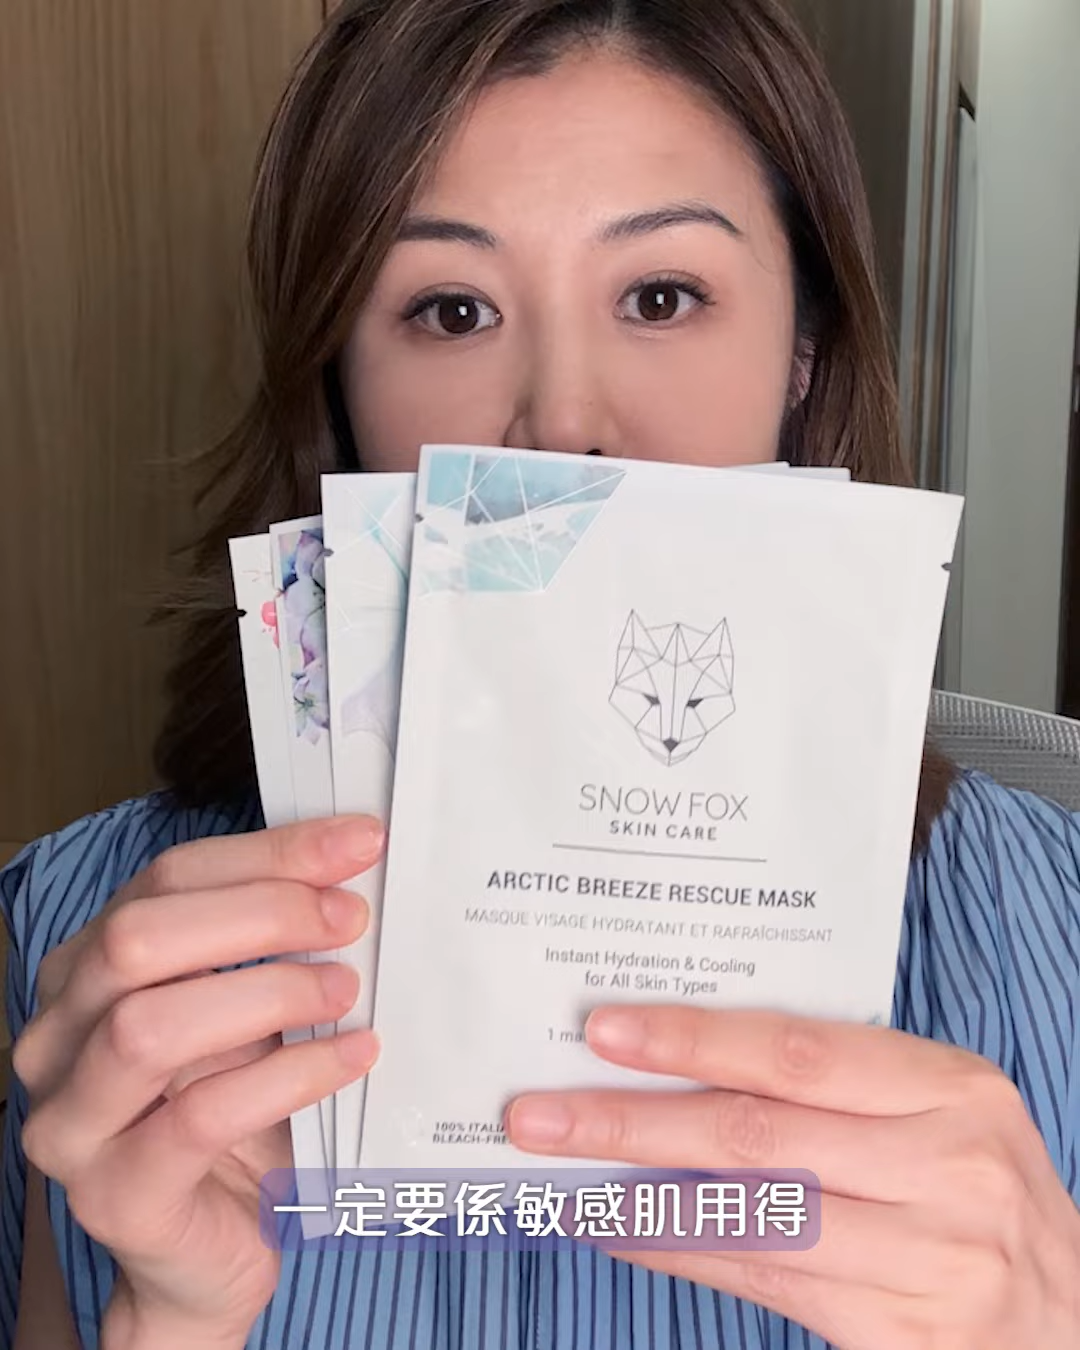 SNOW FOX
SKIN CARE
ARCTIC BREEZE RESCUE MASK
MASQUE VISAGE HYDRATANT ET RAFRAÎCHISSANT
Instant Hydration & Cooling
for All Skin Types
1
100%
BLEACH-FREE
一定要係敏感肌用得